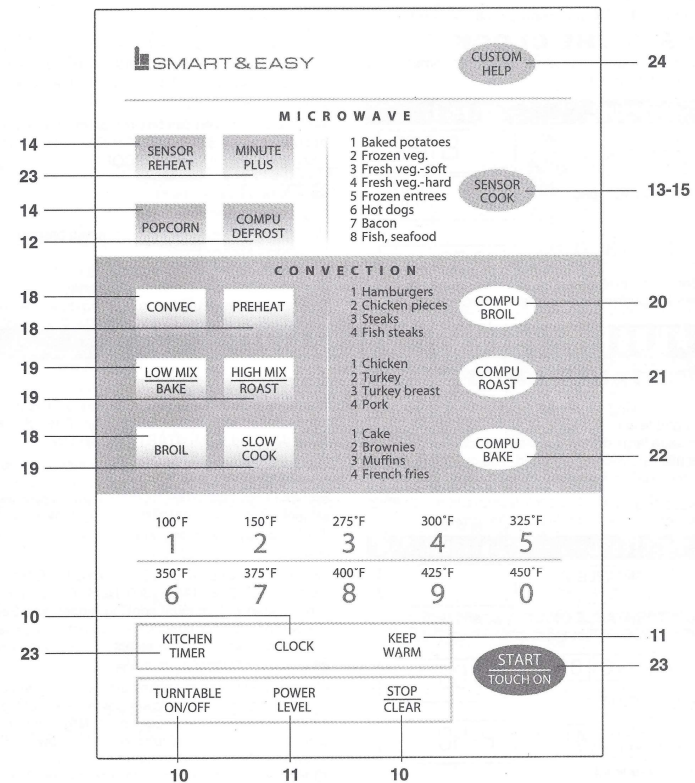 SMART & EASY
CUSTOM
HELP
24
MICROWAVE
14
SENSOR
REHEAT
MINUTE
PLUS
23
14
POPCORN
COMPU
DEFROST
12
1 Baked potatoes
2 Frozen veg.
3 Fresh veg.-soft
4 Fresh veg.-hard
5 Frozen entrees
6 Hot dogs
7 Bacon
8 Fish, seafood
SENSOR
COOK
13-15
CONVECTION
18
CONVEC
PREHEAT
18
1 Hamburgers
2 Chicken pieces
3 Steaks
4 Fish steaks
COMPU
BROIL
20
19
LOW MIX
BAKE
HIGH MIX
ROAST
19
1 Chicken
2 Turkey
3 Turkey breast
4 Pork
COMPU
ROAST
21
18
BROIL
SLOW
COOK
19
1 Cake
2 Brownies
3 Muffins
4 French fries
COMPU
BAKE
22
100°F 150°F 275°F 300°F 325°F
1 2 3 4 5
350°F 375°F 400°F 425°F 450°F
6 7 8 9 0
10
KITCHEN
TIMER
23
CLOCK
KEEP
WARM
11
START
TOUCH ON
23
TURNTABLE
ON/OFF
POWER
LEVEL
STOP
CLEAR
10 11 10